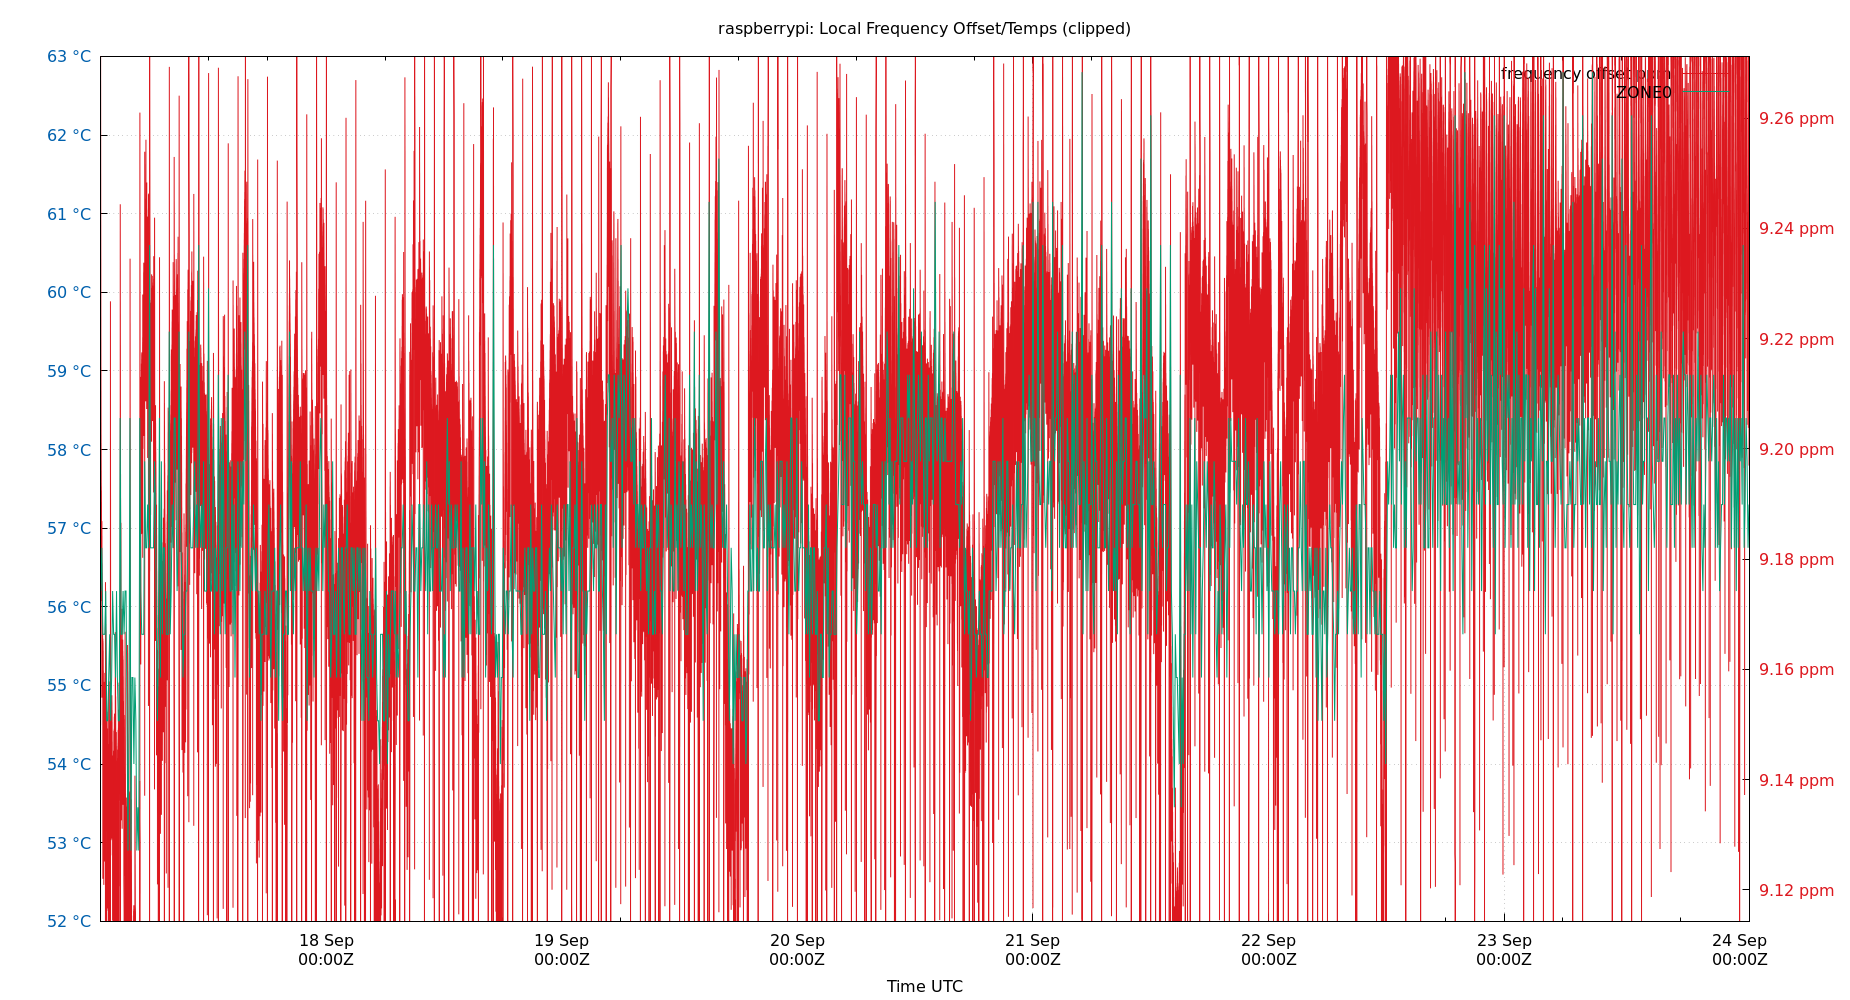 raspberrypi: Local Frequency Offset/Temps (clipped)
63 °C
62 °C
61 °C
60 °C
59 °C
58 °C
57 °C
56 °C
55 °C
54 °C
53 °C
52 °C
frequency offset ppm
ZONE0
9.26 ppm
9.24 ppm
9.22 ppm
9.20 ppm
9.18 ppm
9.16 ppm
9.14 ppm
9.12 ppm
18 Sep
00:00Z
19 Sep
00:00Z
20 Sep
00:00Z
21 Sep
00:00Z
22 Sep
00:00Z
23 Sep
00:00Z
24 Sep
00:00Z
Time UTC